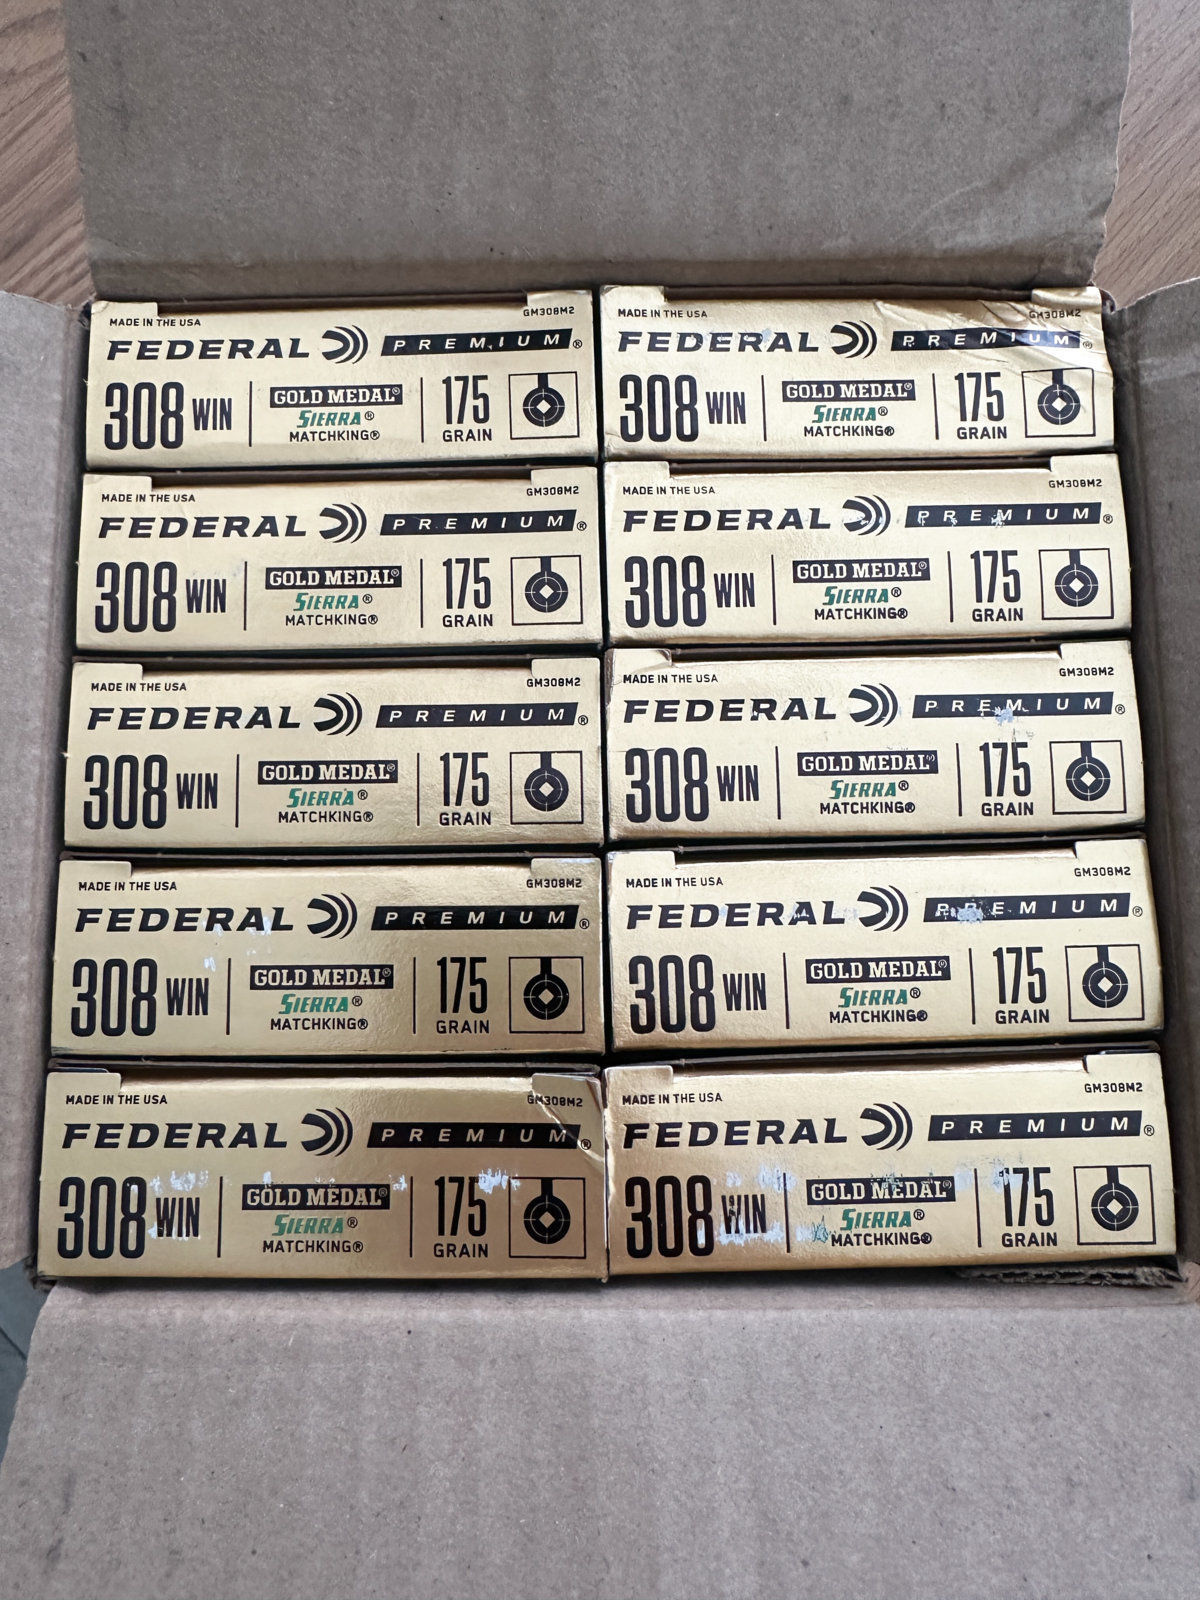 MADE IN THE USA GM308M2
FEDERAL PREMIUM®
308 WIN GOLD MEDAL® 175
SIERRA®
MATCHKING® GRAIN
MADE IN THE USA GM308M2
FEDERAL PREMIUM®
308 WIN GOLD MEDAL® 175
SIERRA®
MATCHKING® GRAIN
MADE IN THE USA GM308M2
FEDERAL PREMIUM®
308 WIN GOLD MEDAL® 175
SIERRA®
MATCHKING® GRAIN
MADE IN THE USA GM308M2
FEDERAL PREMIUM®
308 WIN GOLD MEDAL® 175
SIERRA®
MATCHKING® GRAIN
MADE IN THE USA GM308M2
FEDERAL PREMIUM®
308 WIN GOLD MEDAL® 175
SIERRA®
MATCHKING® GRAIN
GM308M2
FEDERAL PREMIUM®
308 WIN GOLD MEDAL® 175
SIERRA®
MATCHKING® GRAIN
MADE IN THE USA GM308M2
FEDERAL PREMIUM®
308 WIN GOLD MEDAL® 175
SIERRA®
MATCHKING® GRAIN
MADE IN THE USA GM308M2
FEDERAL PREMIUM®
308 WIN GOLD MEDAL® 175
SIERRA®
MATCHKING® GRAIN
MADE IN THE USA GM308M2
FEDERAL PREMIUM®
308 WIN GOLD MEDAL® 175
SIERRA®
MATCHKING® GRAIN
MADE IN THE USA GM308M2
FEDERAL PREMIUM®
308 WIN GOLD MEDAL® 175
SIERRA®
MATCHKING® GRAIN